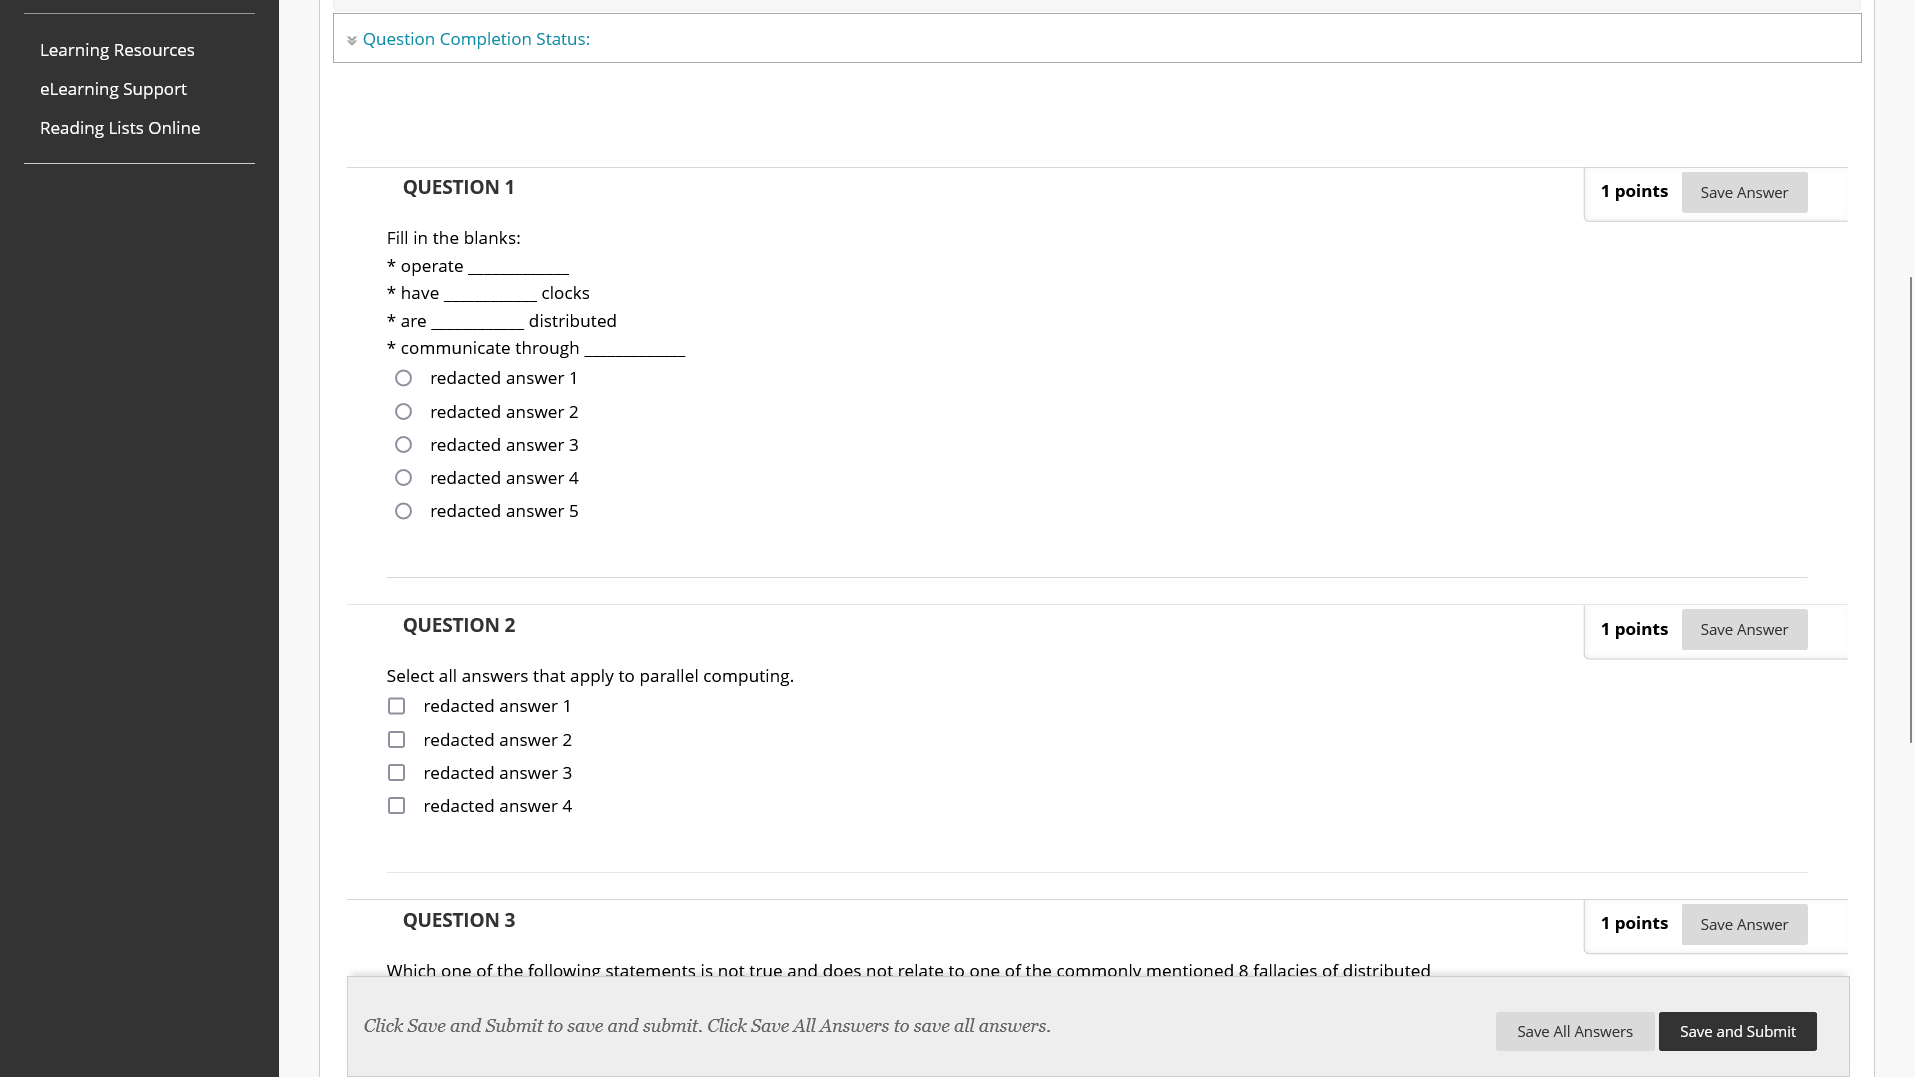 Learning Resources
eLearning Support
Reading Lists Online
Question Completion Status:
QUESTION 1
1 points
Save Answer
Fill in the blanks:
* operate _____________
* have ____________ clocks
* are ____________ distributed
* communicate through _____________
redacted answer 1
redacted answer 2
redacted answer 3
redacted answer 4
redacted answer 5
QUESTION 2
1 points
Save Answer
Select all answers that apply to parallel computing.
redacted answer 1
redacted answer 2
redacted answer 3
redacted answer 4
QUESTION 3
1 points
Save Answer
Which one of the following statements is not true and does not relate to one of the commonly mentioned 8 fallacies of distributed
Click Save and Submit to save and submit. Click Save All Answers to save all answers.
Save All Answers
Save and Submit